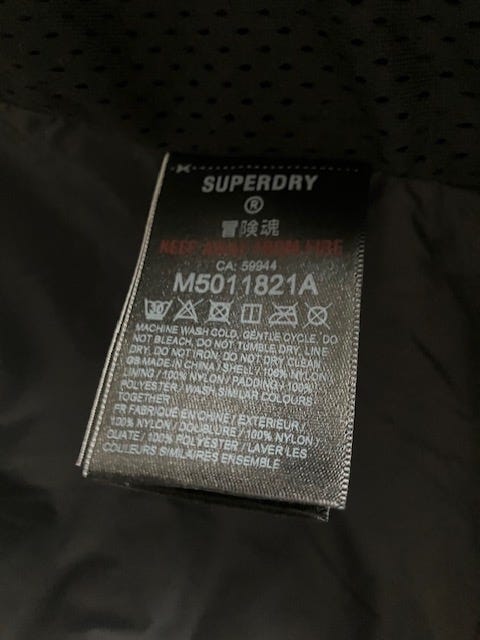 SUPERDRY
®
冒険魂
KEEP AWAY FROM FIRE
CA: 59944
M5011821A
MACHINE WASH COLD, GENTLE CYCLE, DO
NOT BLEACH, DO NOT TUMBLE DRY, LINE
DRY, DO NOT IRON, DO NOT DRY CLEAN
GB MADE IN CHINA / SHELL / 100% NYLON /
LINING / 100% NYLON / PADDING / 100%
POLYESTER / WASH SIMILAR COLOURS
TOGETHER
FR FABRIQUÉ EN CHINE / EXTERIEUR /
100% NYLON / DOUBLURE / 100% NYLON /
OUATE / 100% POLYESTER / LAVER LES
COULEURS SIMILAIRES ENSEMBLE